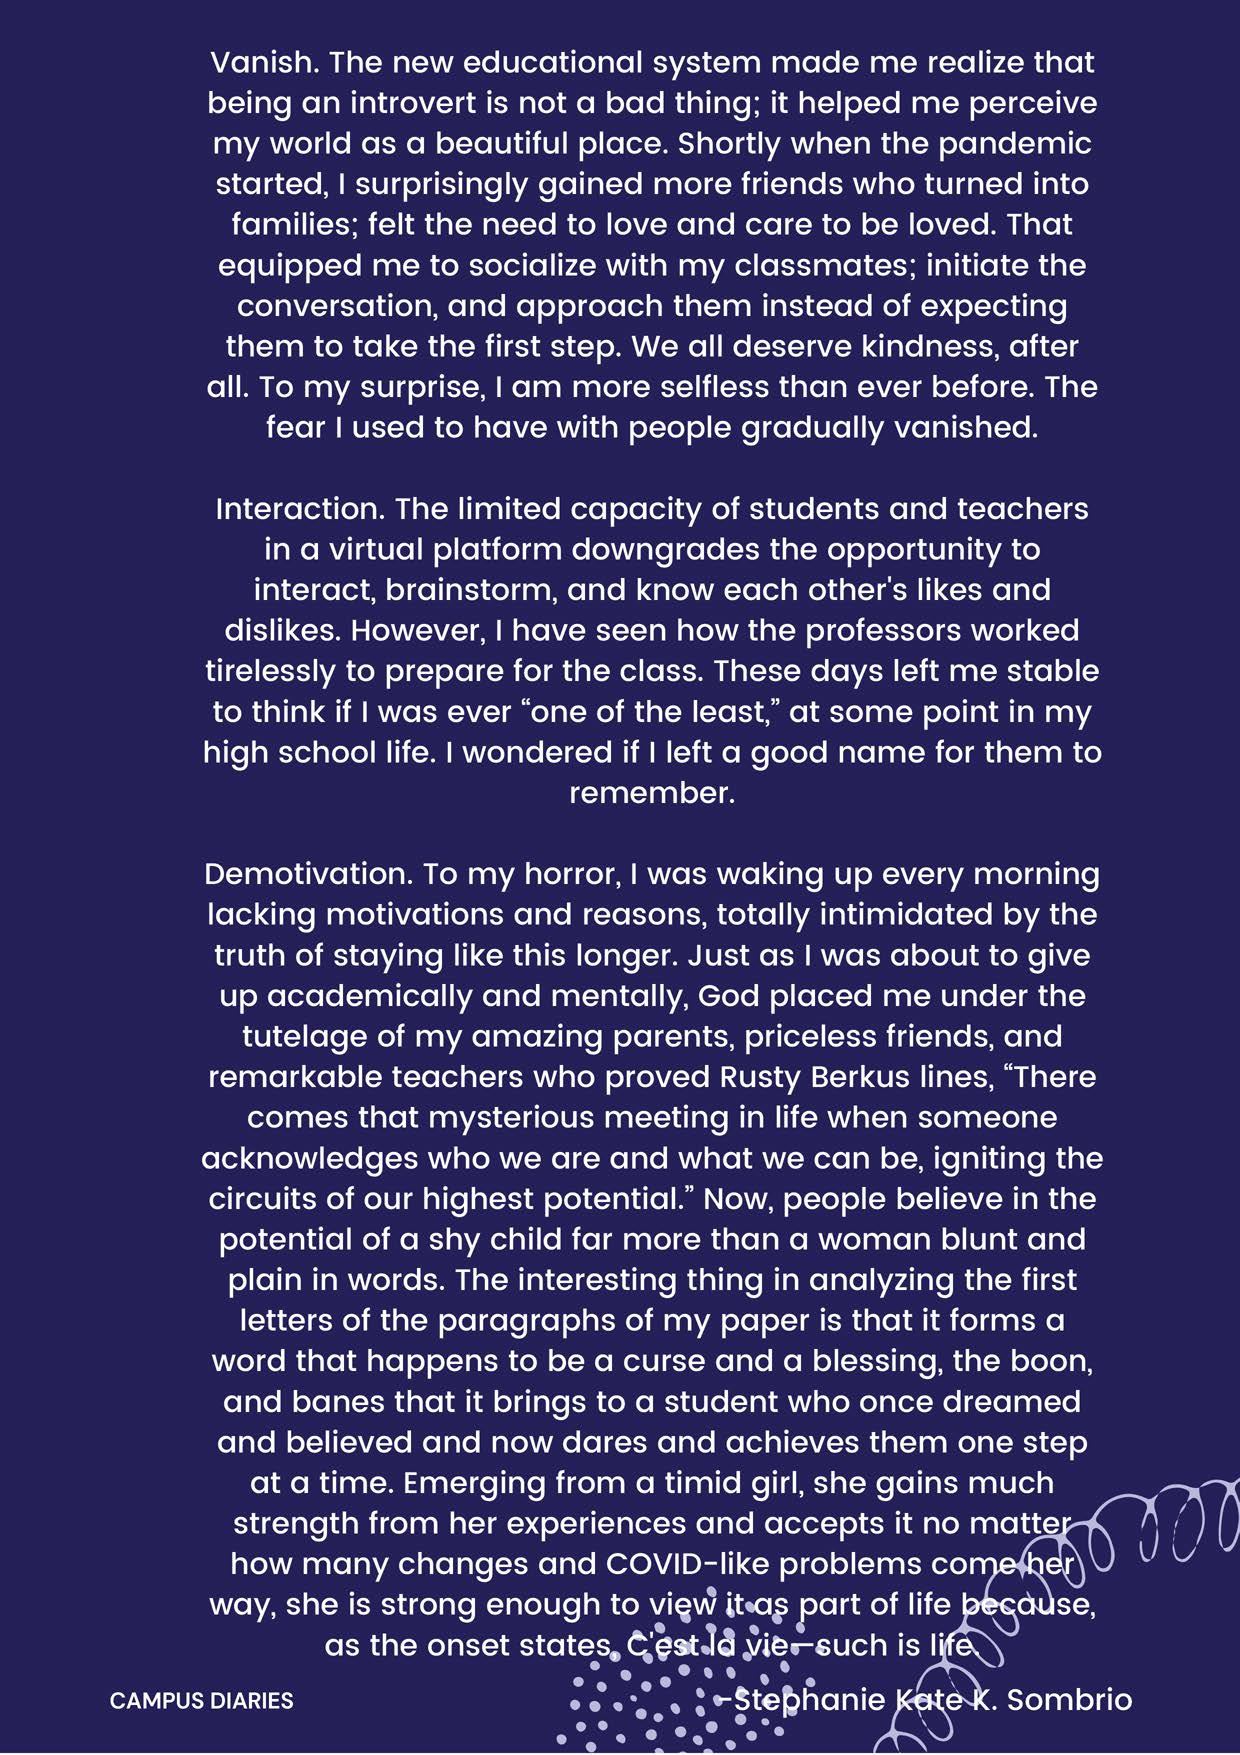 Vanish. The new educational system made me realize that
being an introvert is not a bad thing; it helped me perceive
my world as a beautiful place. Shortly when the pandemic
started, I surprisingly gained more friends who turned into
families; felt the need to love and care to be loved. That
equipped me to socialize with my classmates; initiate the
conversation, and approach them instead of expecting
them to take the first step. We all deserve kindness, after
all. To my surprise, I am more selfless than ever before. The
fear I used to have with people gradually vanished.

Interaction. The limited capacity of students and teachers
in a virtual platform downgrades the opportunity to
interact, brainstorm, and know each other's likes and
dislikes. However, I have seen how the professors worked
tirelessly to prepare for the class. These days left me stable
to think if I was ever “one of the least,” at some point in my
high school life. I wondered if I left a good name for them to
remember.

Demotivation. To my horror, I was waking up every morning
lacking motivations and reasons, totally intimidated by the
truth of staying like this longer. Just as I was about to give
up academically and mentally, God placed me under the
tutelage of my amazing parents, priceless friends, and
remarkable teachers who proved Rusty Berkus lines, “There
comes that mysterious meeting in life when someone
acknowledges who we are and what we can be, igniting the
circuits of our highest potential.” Now, people believe in the
potential of a shy child far more than a woman blunt and
plain in words. The interesting thing in analyzing the first
letters of the paragraphs of my paper is that it forms a
word that happens to be a curse and a blessing, the boon,
and banes that it brings to a student who once dreamed
and believed and now dares and achieves them one step
at a time. Emerging from a timid girl, she gains much
strength from her experiences and accepts it no matter
how many changes and COVID-like problems come her
way, she is strong enough to view it as part of life because,
as the onset states, C'est la vie—such is life.
-Stephanie Kate K. Sombrio
CAMPUS DIARIES